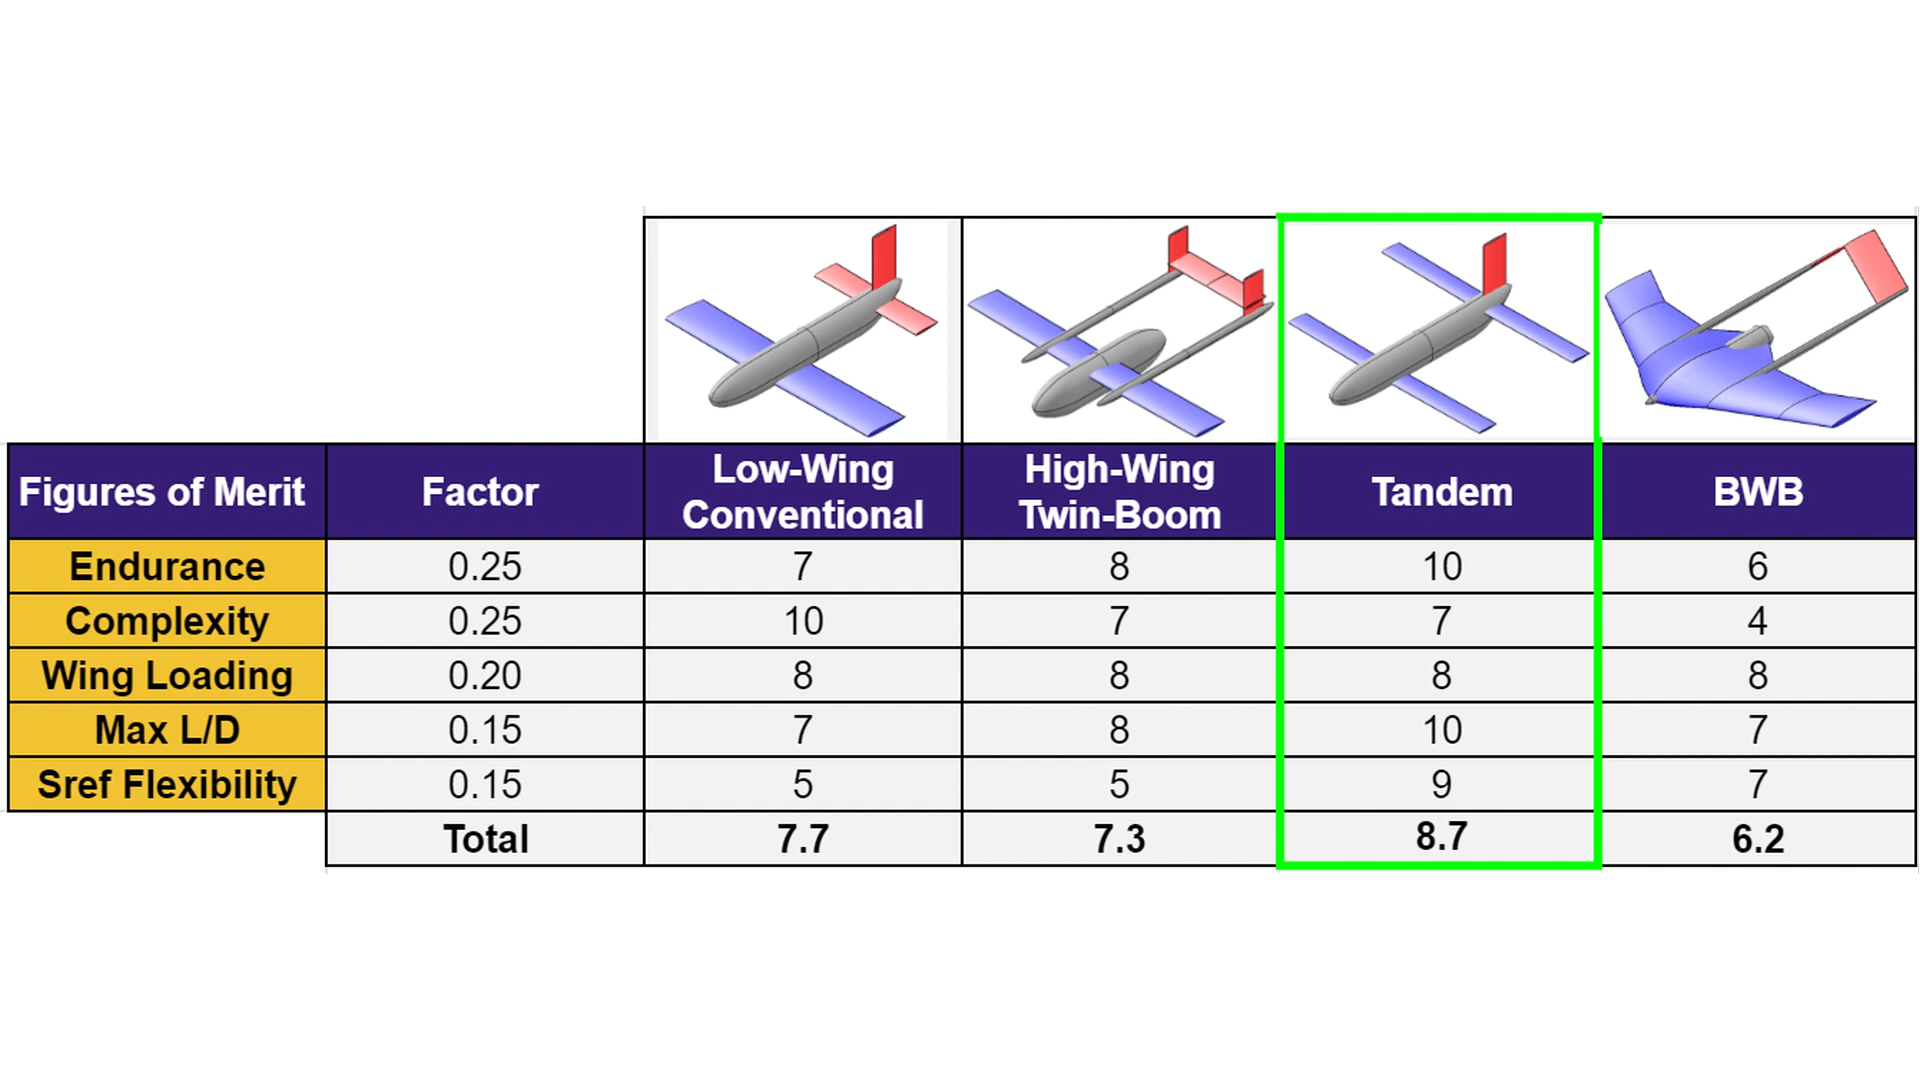 Figures of Merit Factor Low-Wing Conventional High-Wing Twin-Boom Tandem BWB
Endurance 0.25 7 8 10 6
Complexity 0.25 10 7 7 4
Wing Loading 0.20 8 8 8 8
Max L/D 0.15 7 8 10 7
Sref Flexibility 0.15 5 5 9 7
Total 7.7 7.3 8.7 6.2